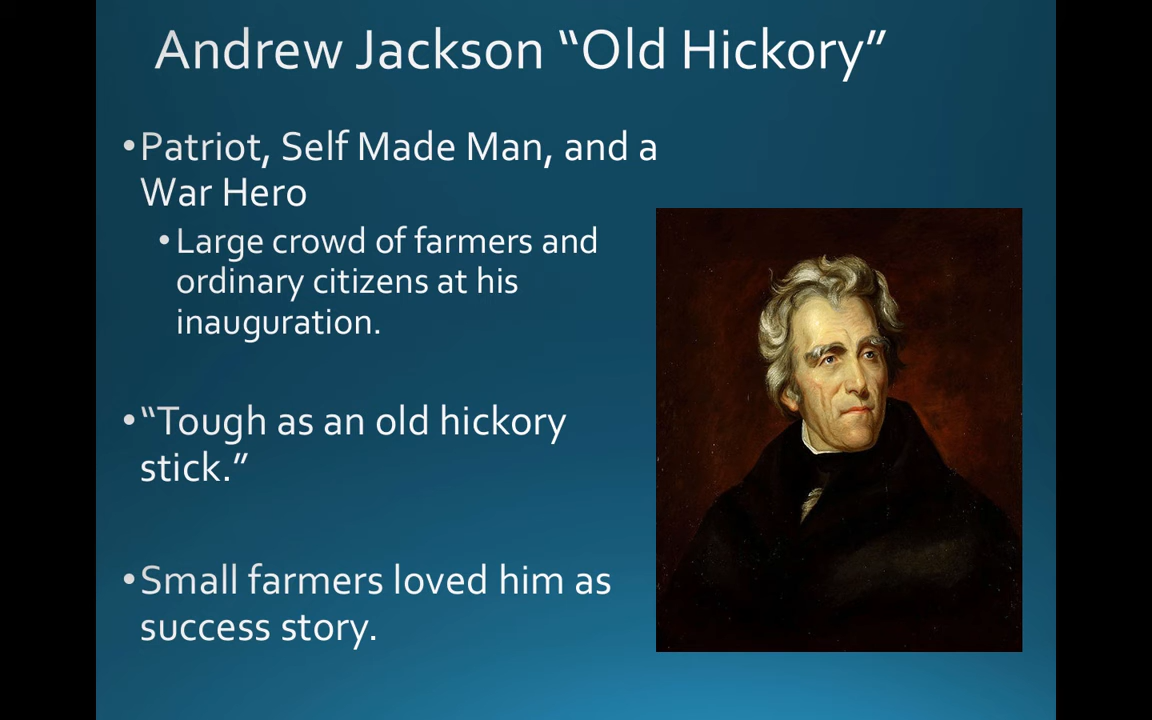 Andrew Jackson “Old Hickory”
•Patriot, Self Made Man, and a
War Hero
•Large crowd of farmers and
ordinary citizens at his
inauguration.
•“Tough as an old hickory
stick.”
•Small farmers loved him as
success story.